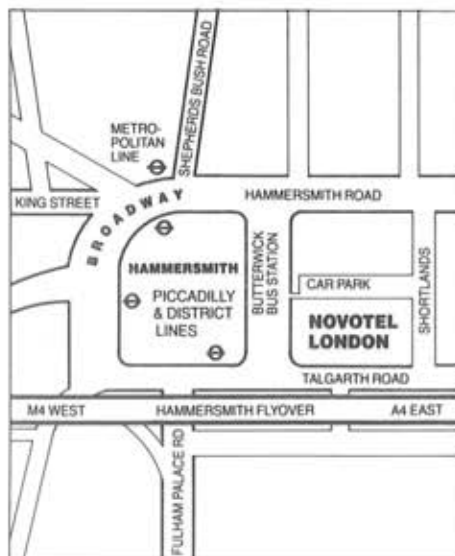 SHEPHERDS BUSH ROAD
METRO-
POLITAN
LINE
KING STREET
BROADWAY
HAMMERSMITH ROAD
HAMMERSMITH
PICCADILLY
& DISTRICT
LINES
BUTTERWICK
BUS STATION
CAR PARK
NOVOTEL
LONDON
SHORTLANDS
TALGARTH ROAD
M4 WEST
HAMMERSMITH FLYOVER
A4 EAST
FULHAM PALACE RD